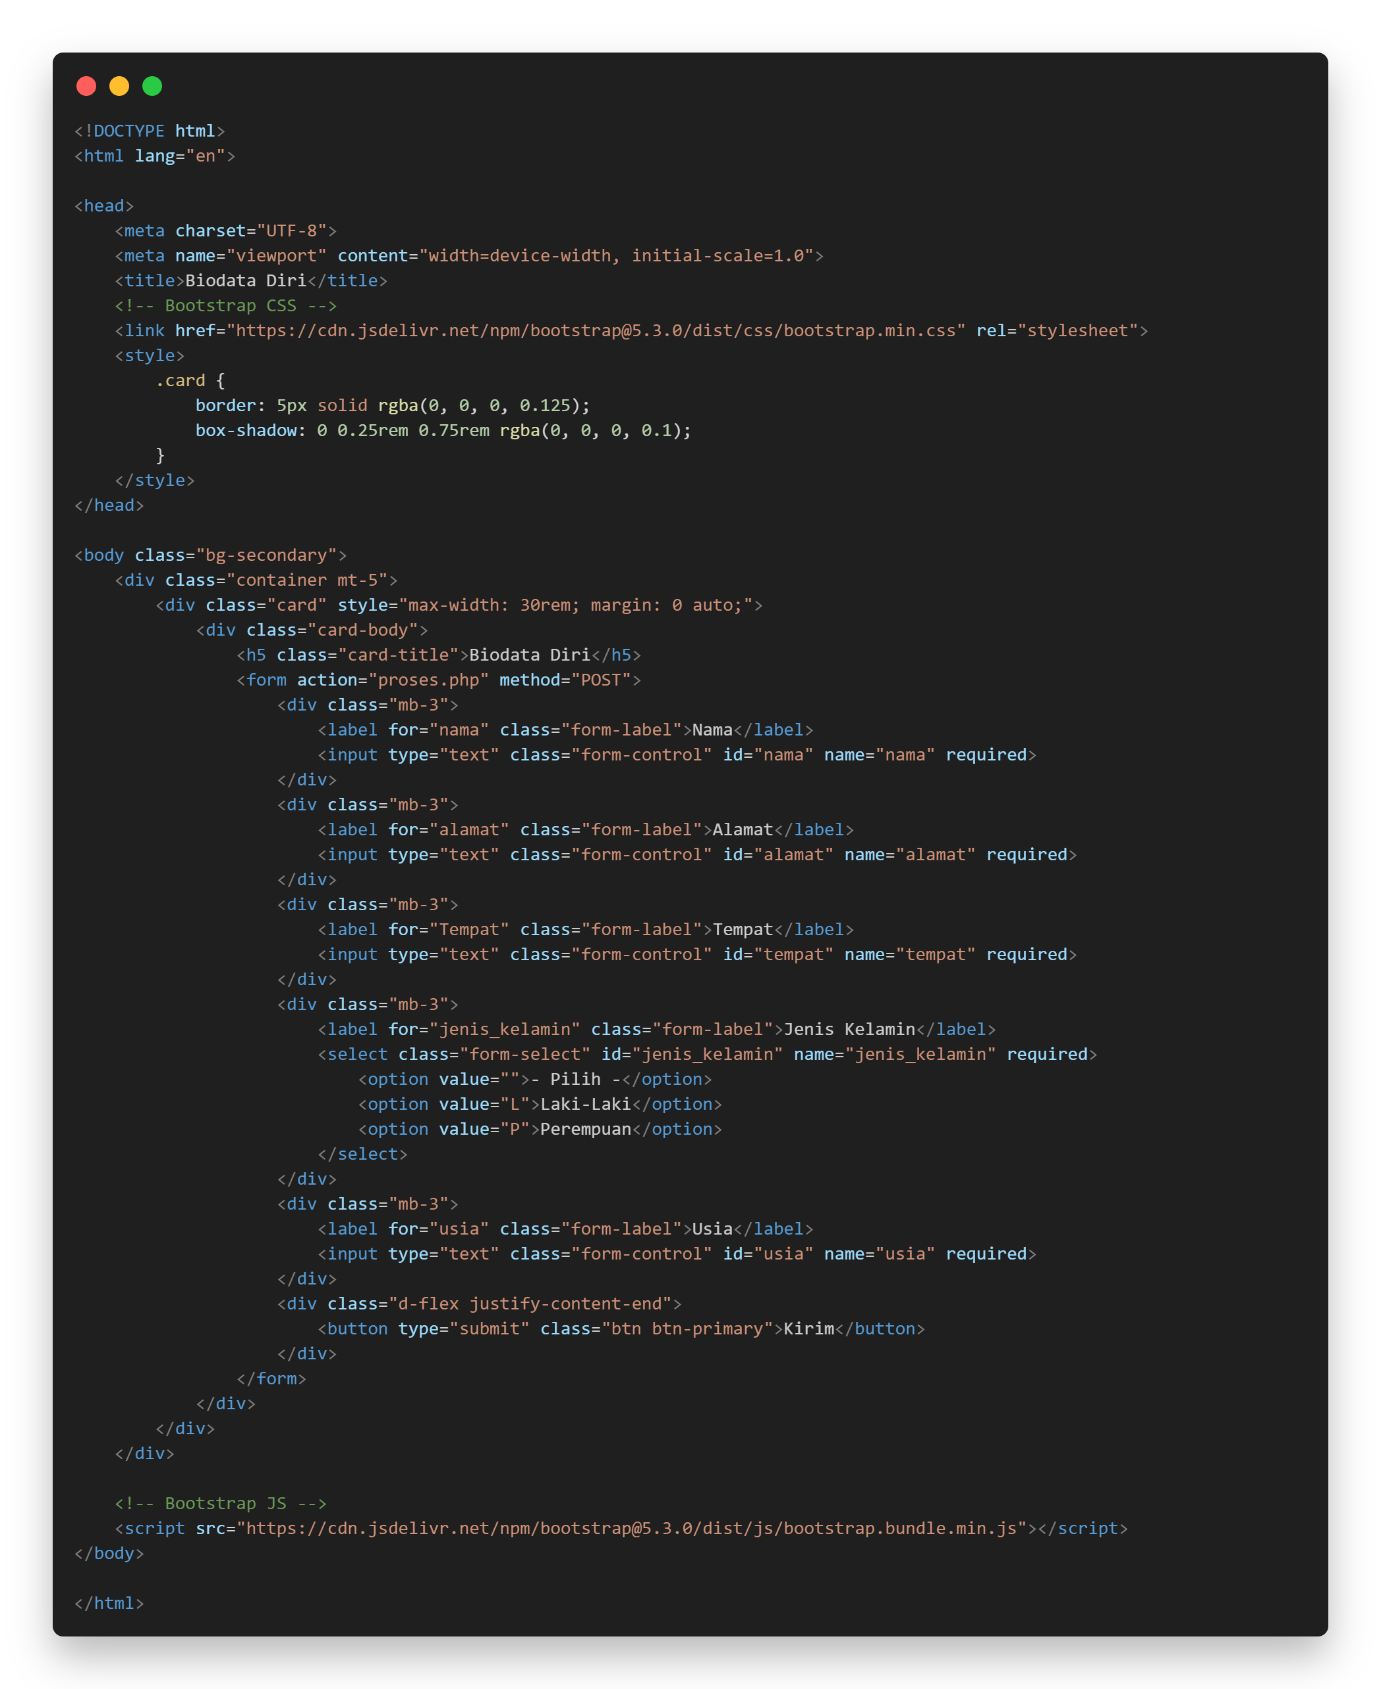 <!DOCTYPE html>
<html lang="en">

<head>
    <meta charset="UTF-8">
    <meta name="viewport" content="width=device-width, initial-scale=1.0">
    <title>Biodata Diri</title>
    <!-- Bootstrap CSS -->
    <link href="https://cdn.jsdelivr.net/npm/bootstrap@5.3.0/dist/css/bootstrap.min.css" rel="stylesheet">
    <style>
        .card {
            border: 5px solid rgba(0, 0, 0, 0.125);
            box-shadow: 0 0.25rem 0.75rem rgba(0, 0, 0, 0.1);
        }
    </style>
</head>

<body class="bg-secondary">
    <div class="container mt-5">
        <div class="card" style="max-width: 30rem; margin: 0 auto;">
            <div class="card-body">
                <h5 class="card-title">Biodata Diri</h5>
                <form action="proses.php" method="POST">
                    <div class="mb-3">
                        <label for="nama" class="form-label">Nama</label>
                        <input type="text" class="form-control" id="nama" name="nama" required>
                    </div>
                    <div class="mb-3">
                        <label for="alamat" class="form-label">Alamat</label>
                        <input type="text" class="form-control" id="alamat" name="alamat" required>
                    </div>
                    <div class="mb-3">
                        <label for="Tempat" class="form-label">Tempat</label>
                        <input type="text" class="form-control" id="tempat" name="tempat" required>
                    </div>
                    <div class="mb-3">
                        <label for="jenis_kelamin" class="form-label">Jenis Kelamin</label>
                        <select class="form-select" id="jenis_kelamin" name="jenis_kelamin" required>
                            <option value="">- Pilih -</option>
                            <option value="L">Laki-Laki</option>
                            <option value="P">Perempuan</option>
                        </select>
                    </div>
                    <div class="mb-3">
                        <label for="usia" class="form-label">Usia</label>
                        <input type="text" class="form-control" id="usia" name="usia" required>
                    </div>
                    <div class="d-flex justify-content-end">
                        <button type="submit" class="btn btn-primary">Kirim</button>
                    </div>
                </form>
            </div>
        </div>
    </div>

    <!-- Bootstrap JS -->
    <script src="https://cdn.jsdelivr.net/npm/bootstrap@5.3.0/dist/js/bootstrap.bundle.min.js"></script>
</body>

</html>